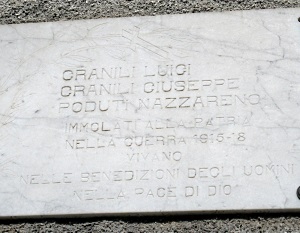 GRANILI LUIGI
GRANILI GIUSEPPE
PODUTI NAZZARENO
IMMOLATI ALLA PATRIA
NELLA GUERRA 1915-18
VIVANO
NELLE BENEDIZIONI DEGLI UOMINI
NELLA PACE DI DIO